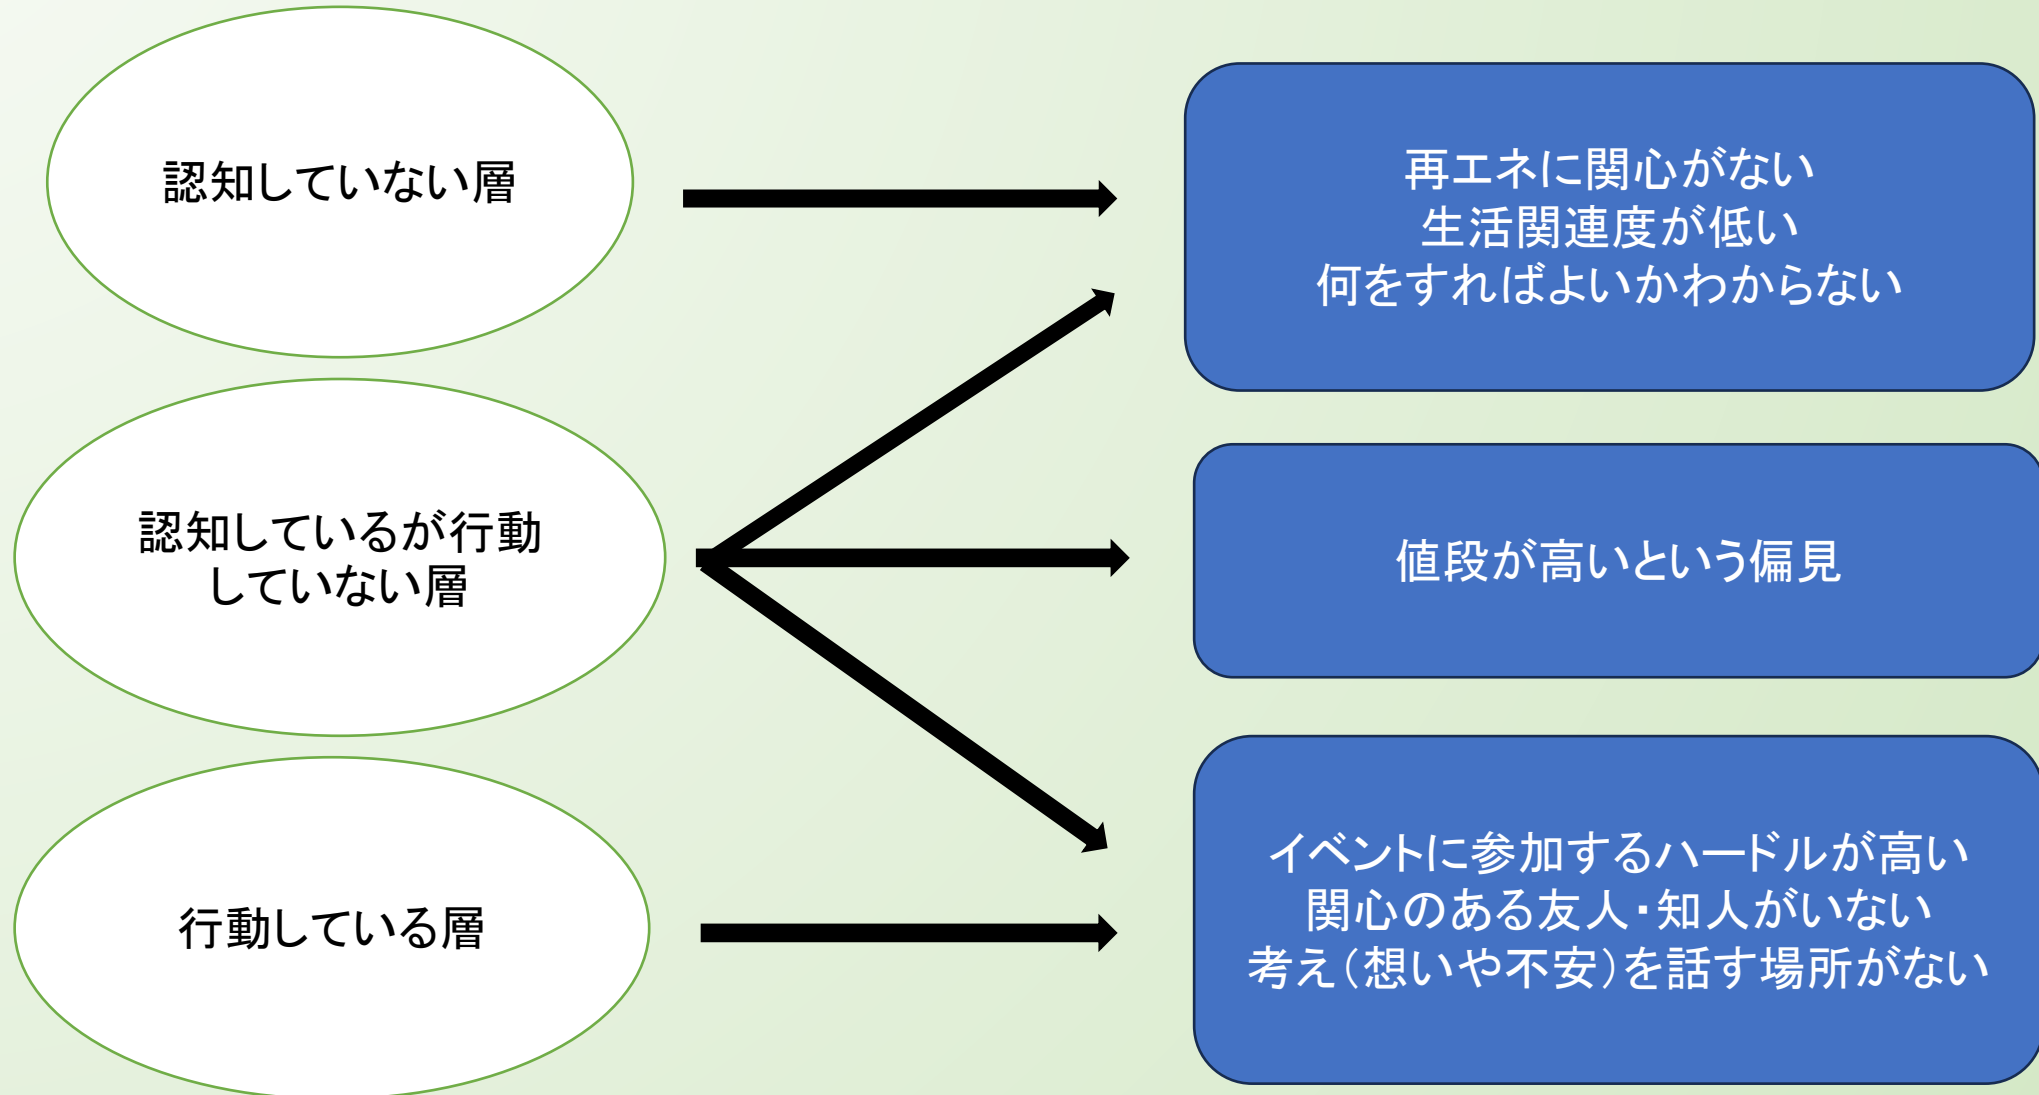 認知していない層
再エネに関心がない
生活関連度が低い
何をすればよいかわからない
認知しているが行動
していない層
値段が高いという偏見
行動している層
イベントに参加するハードルが高い
関心のある友人・知人がいない
考え(想いや不安)を話す場所がない